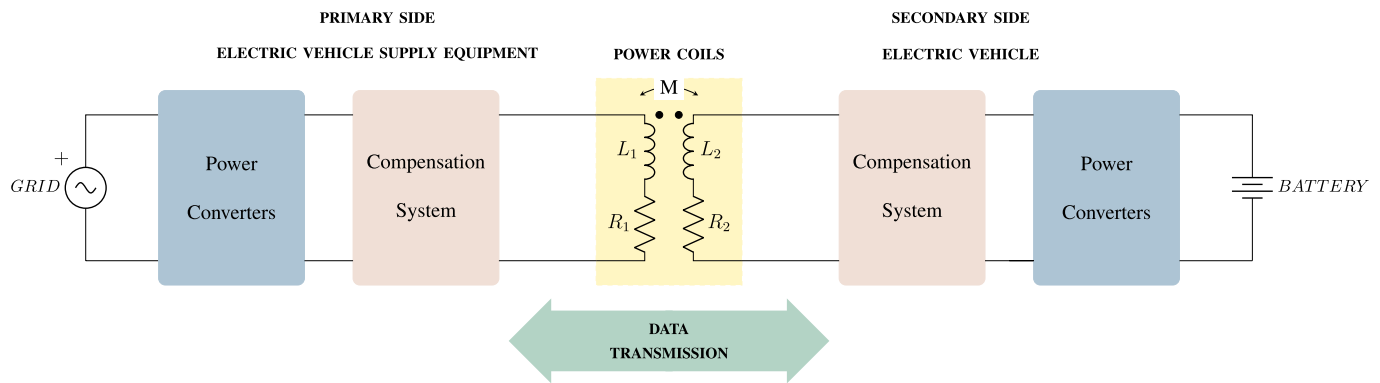 PRIMARY SIDE
ELECTRIC VEHICLE SUPPLY EQUIPMENT
POWER COILS
SECONDARY SIDE
ELECTRIC VEHICLE
M
+
GRID
Power
Converters
Compensation
System
L1
R1
L2
R2
Compensation
System
Power
Converters
BATTERY
DATA
TRANSMISSION